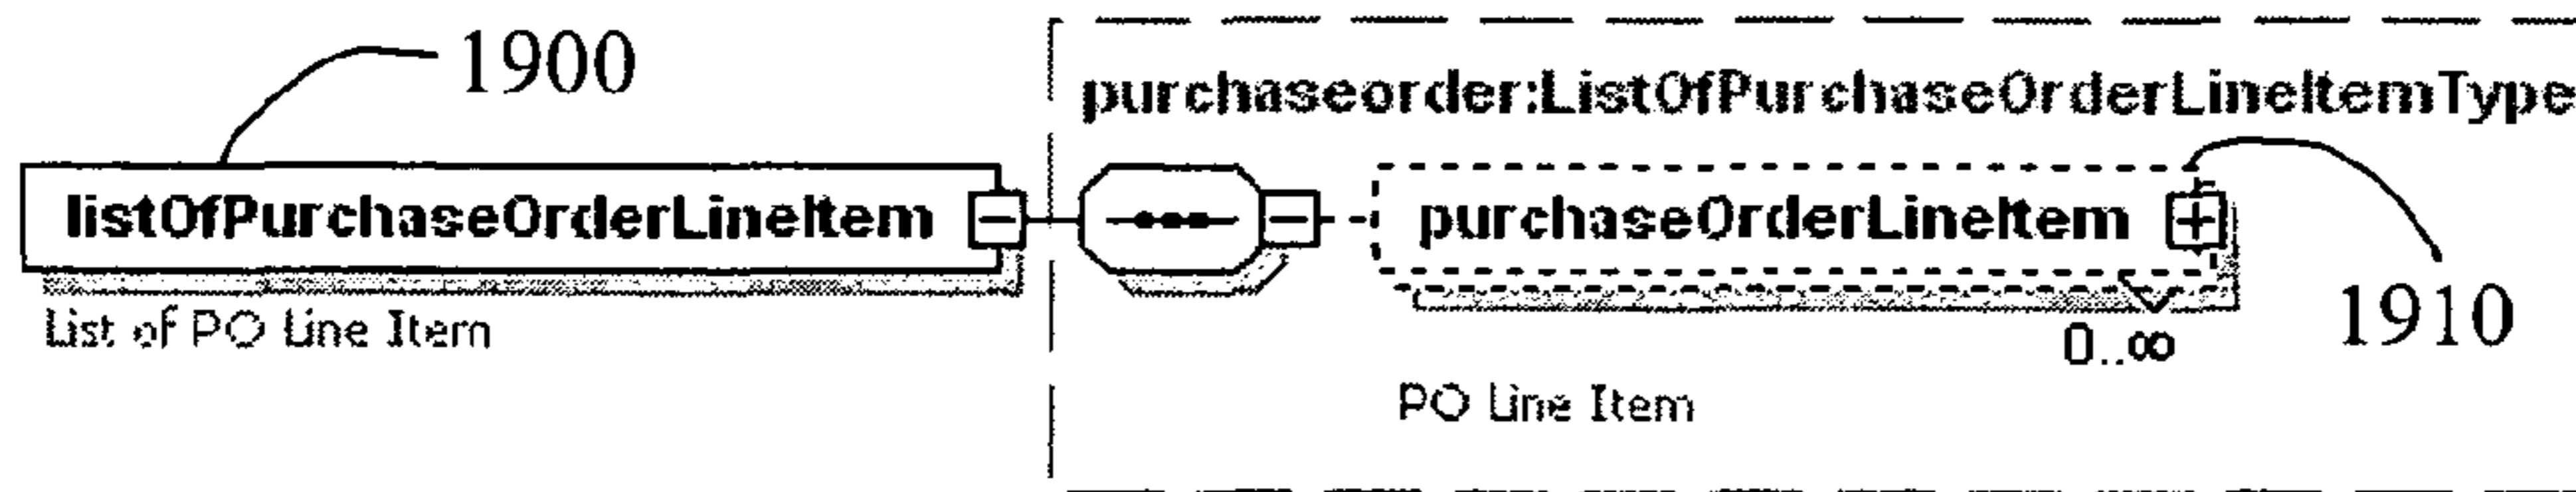 1900
purchaseorder:ListOfPurchaseOrderLineItemType
listOfPurchaseOrderLineItem
purchaseOrderLineItem
List of PO Line Item
0..∞
1910
PO Line Item